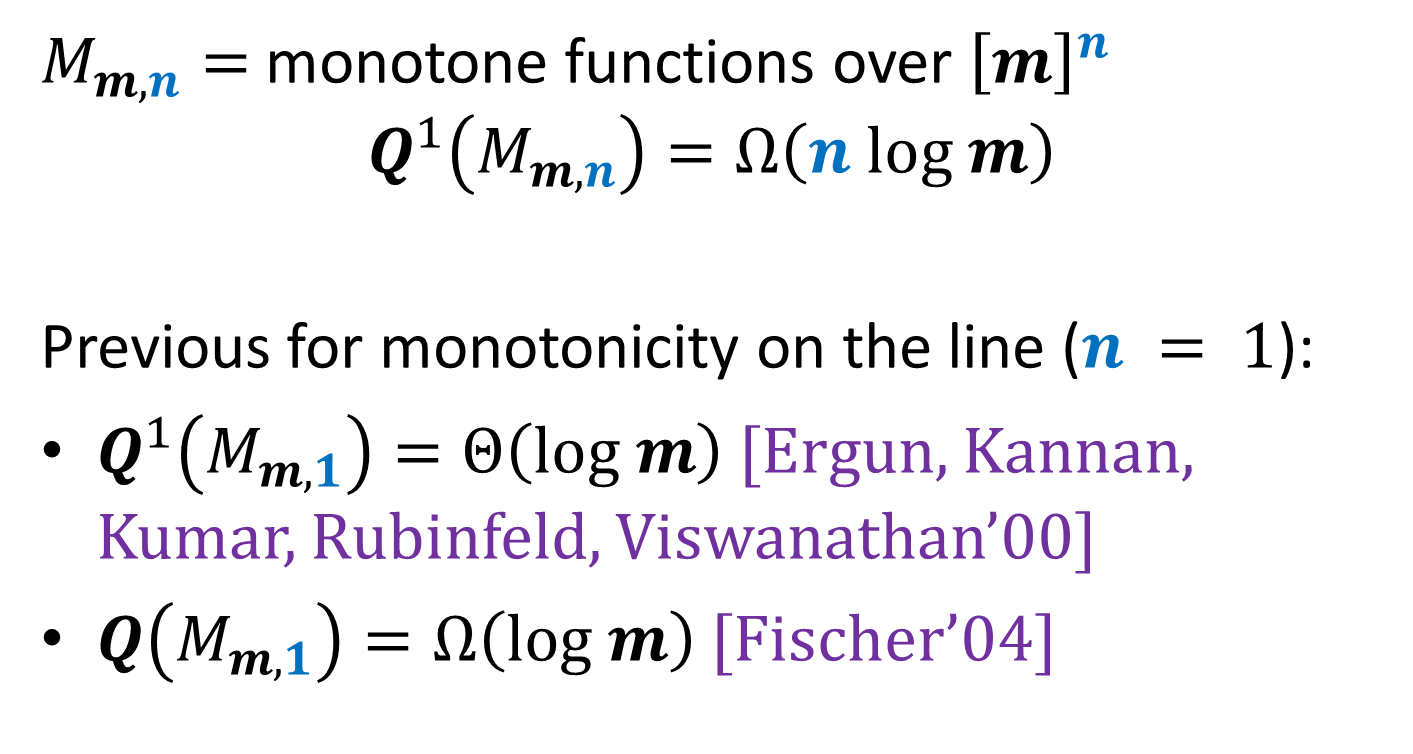 M_{m,n} = monotone functions over [m]^n
Q^1(M_{m,n}) = Ω(n log m)
Previous for monotonicity on the line (n = 1):
• Q^1(M_{m,1}) = Θ(log m) [Ergun, Kannan,
Kumar, Rubinfeld, Viswanathan’00]
• Q(M_{m,1}) = Ω(log m) [Fischer’04]